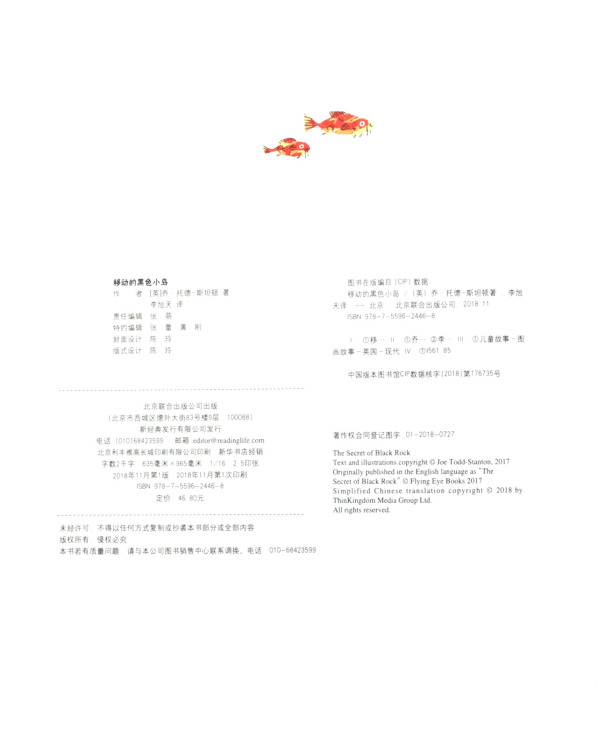 移动的黑色小岛
作 者 [英]乔·托德-斯坦顿 著
李旭天 译
责任编辑 张 萌
特约编辑 张 董 黄 刚
封面设计 陈 玲
版式设计 陈 玲
北京联合出版公司出版
(北京市西城区德外大街83号楼9层 100088)
新经典发行有限公司发行
电话 (010)68423599 邮箱 editor@readinglife.com
北京利丰雅高长城印刷有限公司印刷 新华书店经销
字数2千字 635毫米×965毫米 1/16 2.5印张
2018年11月第1版 2018年11月第1次印刷
ISBN 978-7-5596-2446-8
定价 46.80元
未经许可 不得以任何方式复制或抄袭本书部分或全部内容
版权所有 侵权必究
本书若有质量问题 请与本公司图书销售中心联系调换。电话 010-68423599
图书在版编目(CIP)数据
移动的黑色小岛 / (英) 乔·托德-斯坦顿著 李旭
天译 -- 北京 北京联合出版公司 2018 11
ISBN 978-7-5596-2446-8
Ⅰ ①移… Ⅱ ①乔… ②李… Ⅲ ①儿童故事-图
画故事-英国-现代 Ⅳ ①I561 85
中国版本图书馆CIP数据核字(2018)第176735号
著作权合同登记图字 01-2018-0727
The Secret of Black Rock
Text and illustrations copyright © Joe Todd-Stanton, 2017
Originally published in the English language as "The
Secret of Black Rock" © Flying Eye Books 2017
Simplified Chinese translation copyright © 2018 by
ThinKingdom Media Group Ltd.
All rights reserved.